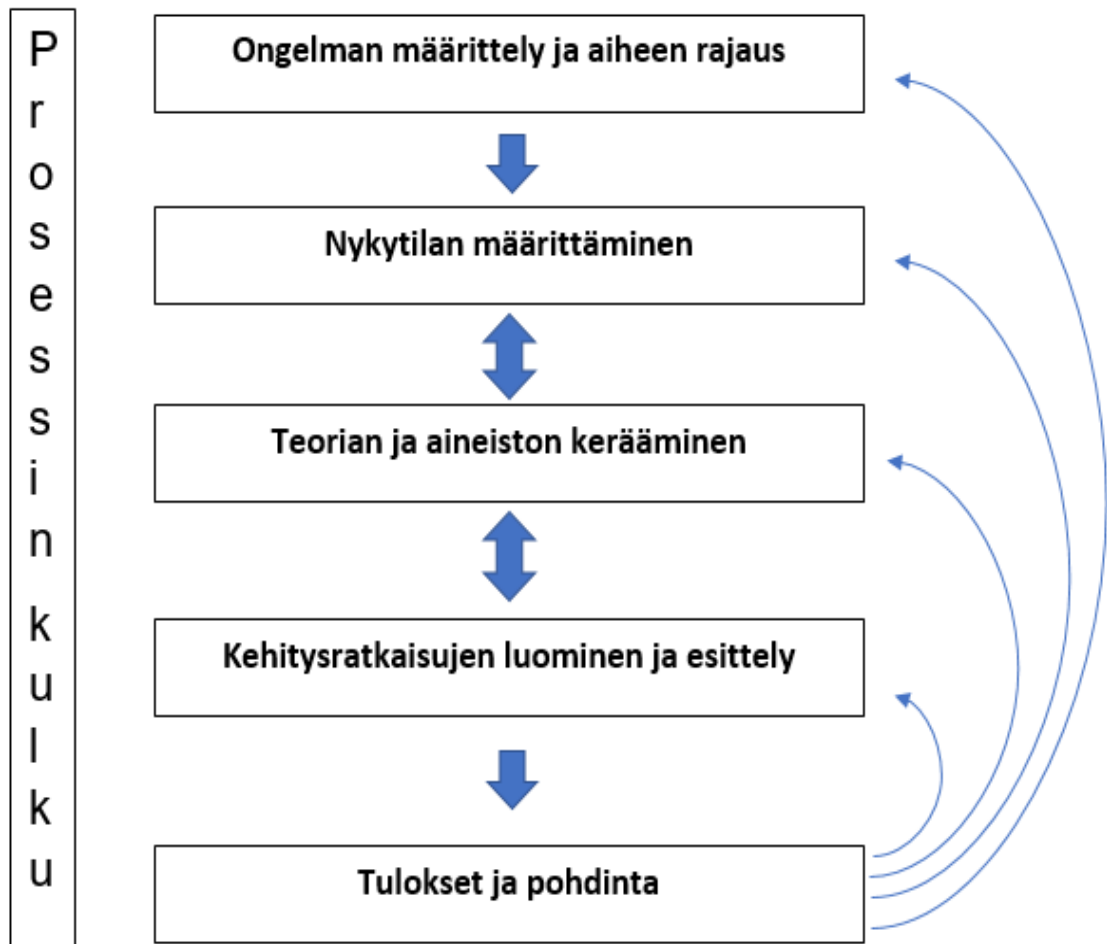 Prosessin kulku
Ongelman määrittely ja aiheen rajaus
Nykytilan määrittäminen
Teorian ja aineiston kerääminen
Kehitysratkaisujen luominen ja esittely
Tulokset ja pohdinta